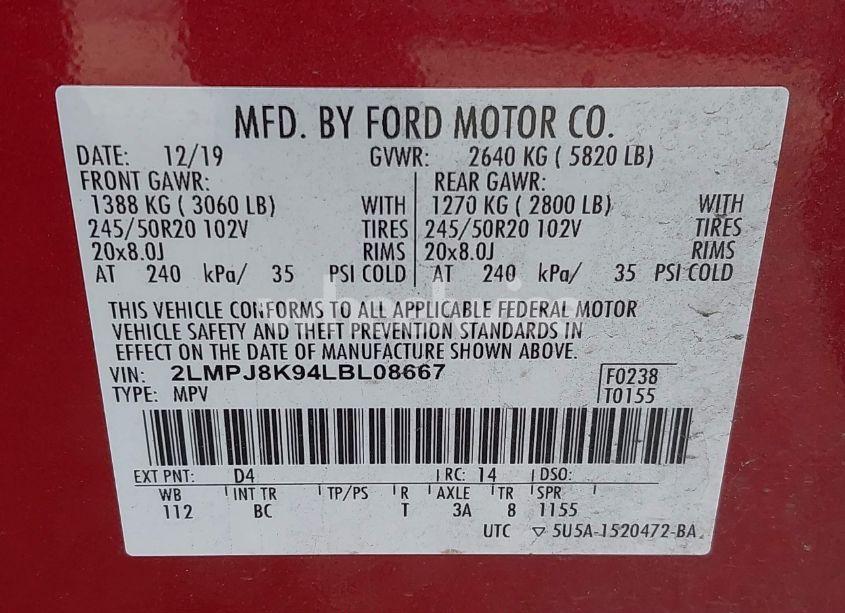 MFD. BY FORD MOTOR CO.
DATE: 12/19 GVWR: 2640 KG ( 5820 LB)
FRONT GAWR: REAR GAWR:
1388 KG ( 3060 LB) WITH 1270 KG ( 2800 LB) WITH
245/50R20 102V TIRES 245/50R20 102V TIRES
20x8.0J RIMS 20x8.0J RIMS
AT 240 kPa/ 35 PSI COLD AT 240 kPa/ 35 PSI COLD
THIS VEHICLE CONFORMS TO ALL APPLICABLE FEDERAL MOTOR
VEHICLE SAFETY AND THEFT PREVENTION STANDARDS IN
EFFECT ON THE DATE OF MANUFACTURE SHOWN ABOVE.
VIN: 2LMPJ8K94LBL08667 F0238
TYPE: MPV T0155
EXT PNT: D4 RC: 14 DSO:
WB INT TR TP/PS R AXLE TR SPR
112 BC T 3A 8 1155
UTC ▽ 5U5A-1520472-BA